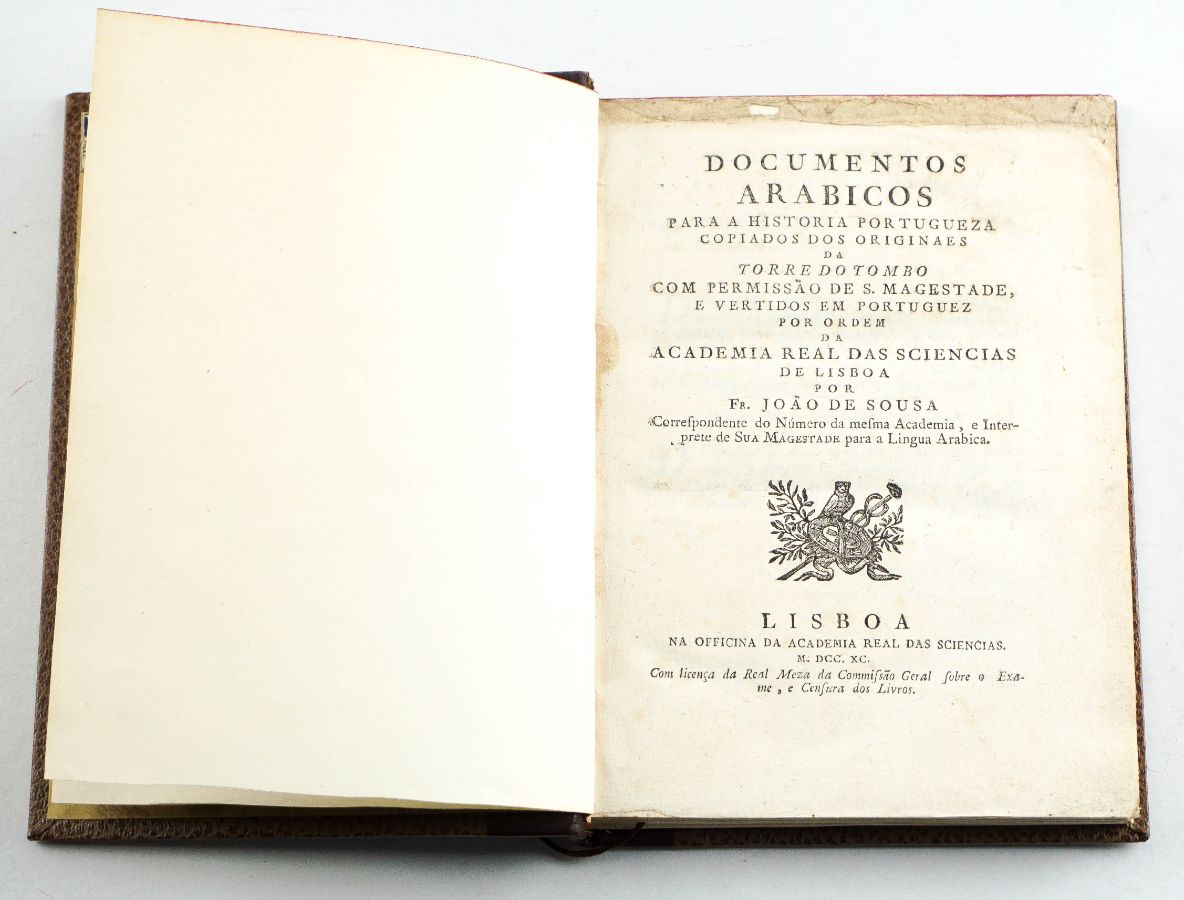 DOCUMENTOS
ARABICOS
PARA A HISTORIA PORTUGUEZA
COPIADOS DOS ORIGINAES
DA
TORRE DO TOMBO
COM PERMISSÃO DE S. MAGESTADE,
E VERTIDOS EM PORTUGUEZ
POR ORDEM
DA
ACADEMIA REAL DAS SCIENCIAS
DE LISBOA
POR
FR. JOÃO DE SOUSA
Correſpondente do Número da meſma Academia, e Inter-
prete de SUA MAGESTADE para a Lingua Arabica.
LISBOA
NA OFFICINA DA ACADEMIA REAL DAS SCIENCIAS.
M. DCC. XC.
Com licença da Real Meza da Commiſsão Geral ſobre o Exa-
me, e Cenſura dos Livros.